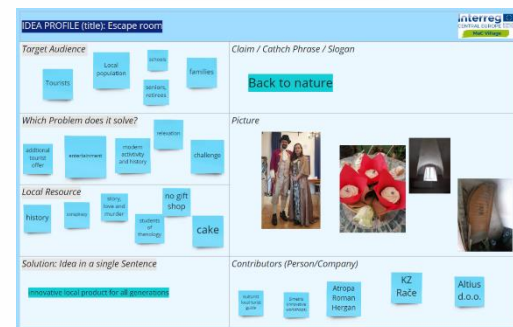 IDEA PROFILE (title): Escape room
Interreg
CENTRAL EUROPE
Target Audience
Tourists
Local
population
schools
seniors,
retirees
families
Claim / Cathch Phrase / Slogan
Back to nature
Which Problem does it solve?
additional
tourist
offer
entertainment
modern
activity
and history
relaxation
challenge
Picture
Local Resource
history
story,
love and
murder
students
of
no gift
shop
cake
Solution: Idea in a single Sentence
innovative local product for all generations
Contributors (Person/Company)
guide
Atropa
Roman
Hergan
KZ
Rače
Altius
d.o.o.